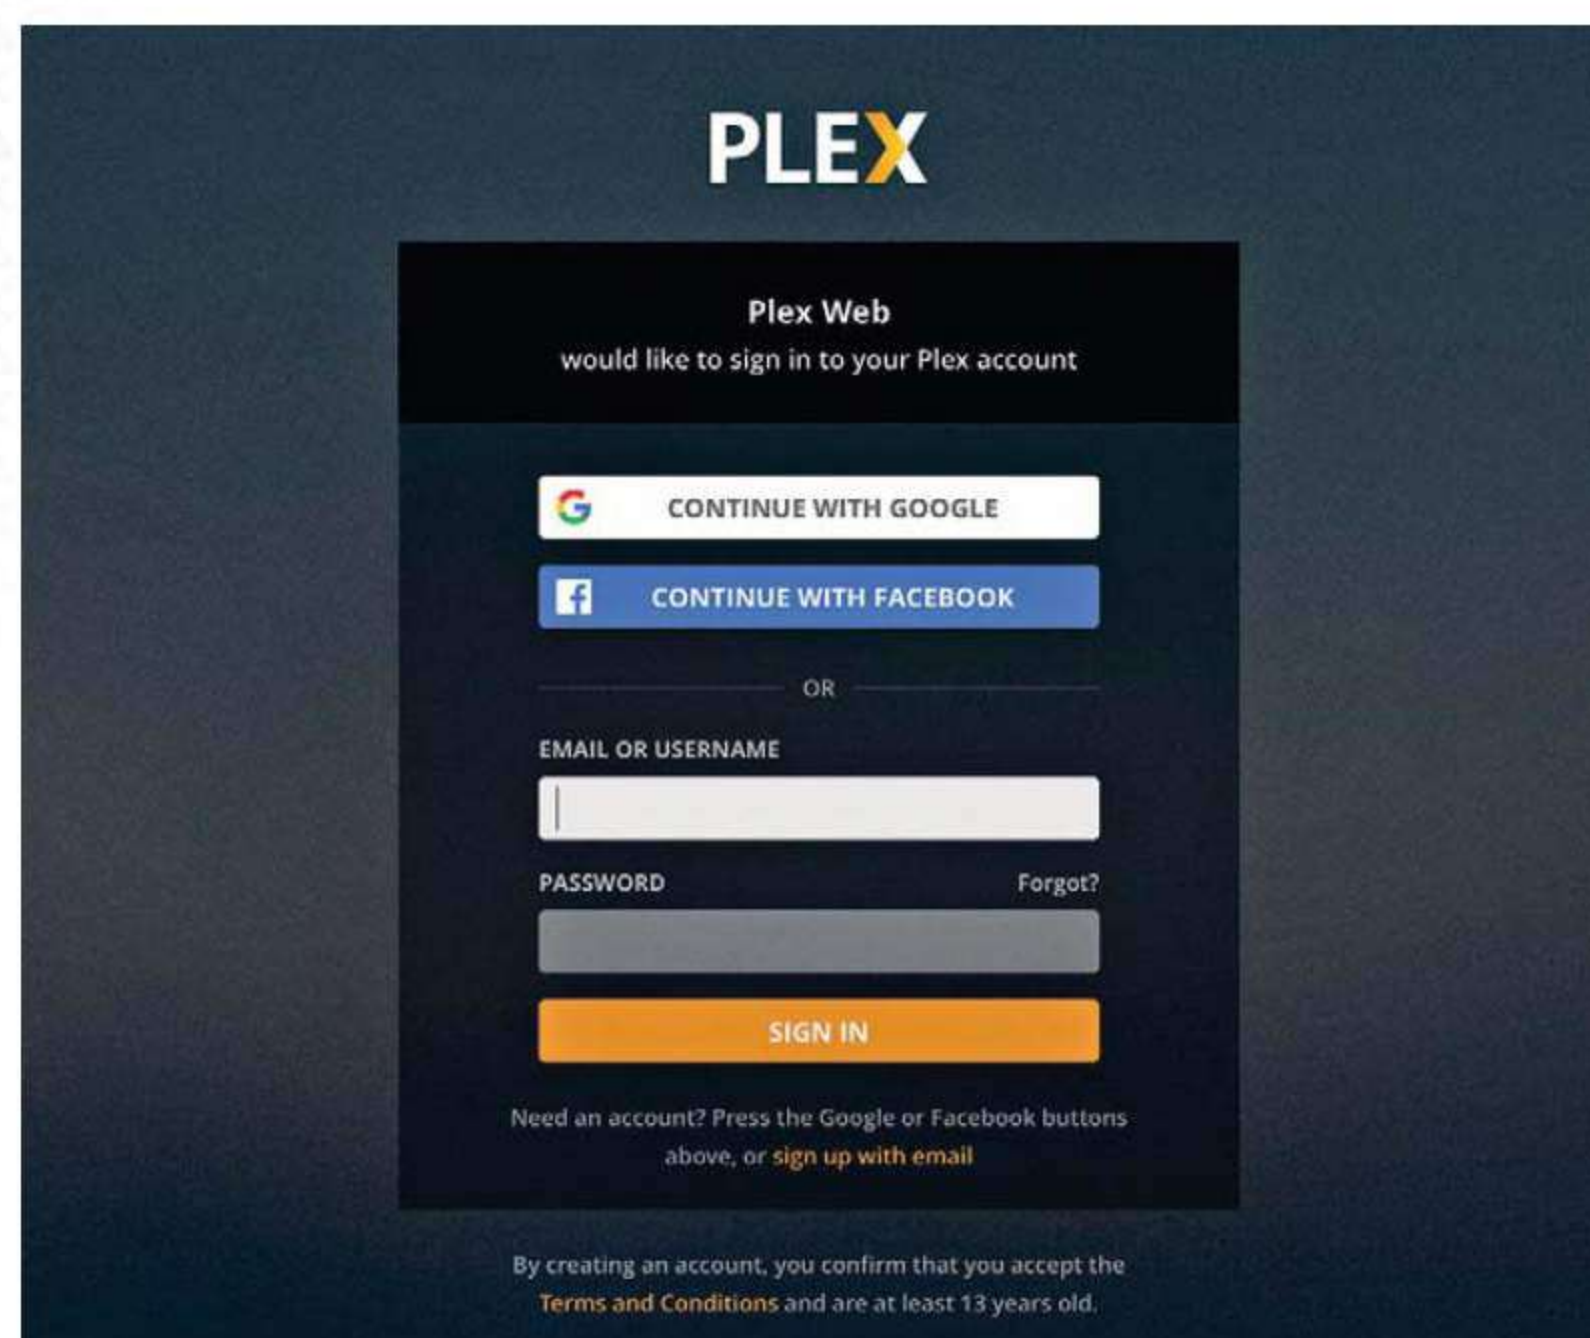 PLEX
Plex Web
would like to sign in to your Plex account
CONTINUE WITH GOOGLE
CONTINUE WITH FACEBOOK
OR
EMAIL OR USERNAME
PASSWORD Forgot?
SIGN IN
Need an account? Press the Google or Facebook buttons
above, or sign up with email
By creating an account, you confirm that you accept the
Terms and Conditions and are at least 13 years old.